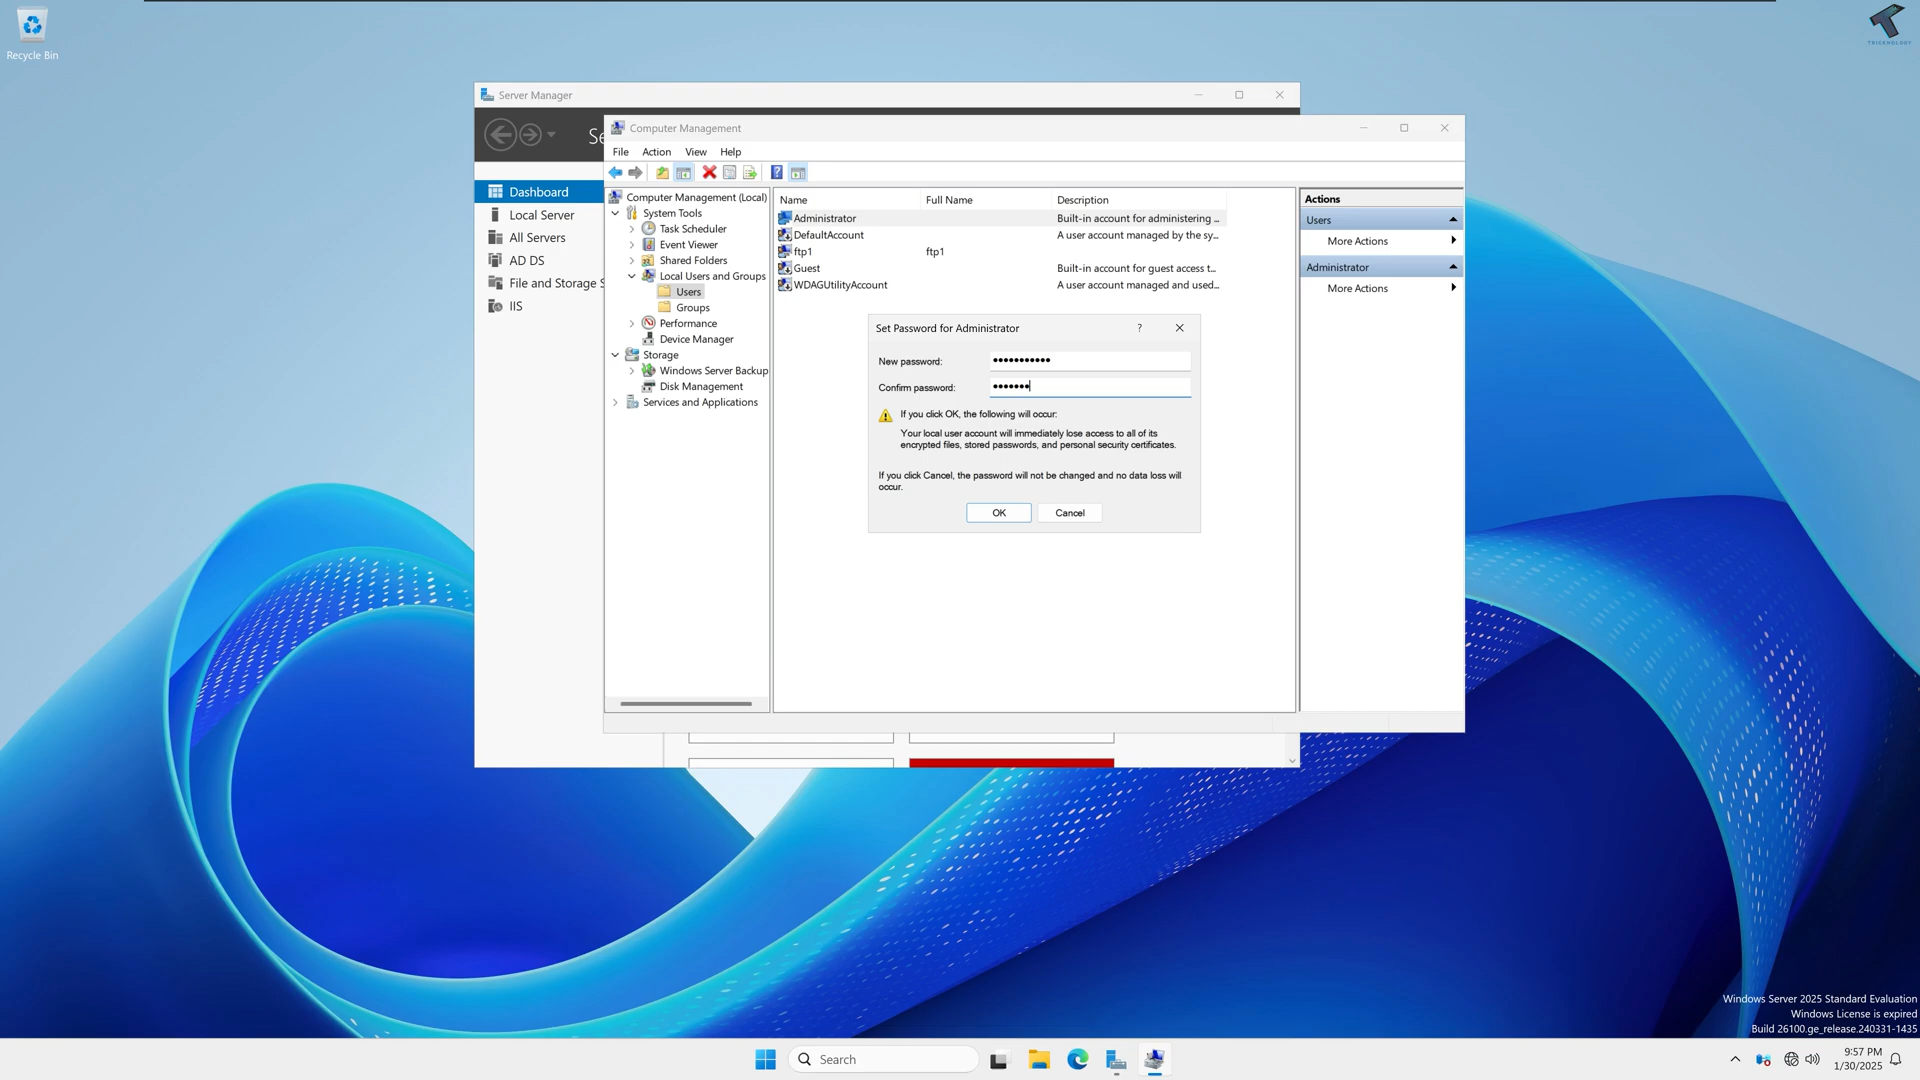 Recycle Bin
TRICKNOLOGY
Server Manager
Se
Dashboard
Local Server
All Servers
AD DS
File and Storage S
IIS
Computer Management
File Action View Help
Computer Management (Local)
System Tools
Task Scheduler
Event Viewer
Shared Folders
Local Users and Groups
Users
Groups
Performance
Device Manager
Storage
Windows Server Backup
Disk Management
Services and Applications
Name Full Name Description
Administrator Built-in account for administering ...
DefaultAccount A user account managed by the sy...
ftp1 ftp1
Guest Built-in account for guest access t...
WDAGUtilityAccount A user account managed and used...
Actions
Users
More Actions
Administrator
More Actions
Set Password for Administrator ?
New password: •••••••••••
Confirm password: •••••••
If you click OK, the following will occur:
Your local user account will immediately lose access to all of its
encrypted files, stored passwords, and personal security certificates.
If you click Cancel, the password will not be changed and no data loss will
occur.
OK Cancel
Windows Server 2025 Standard Evaluation
Windows License is expired
Build 26100.ge_release.240331-1435
Search
9:57 PM
1/30/2025